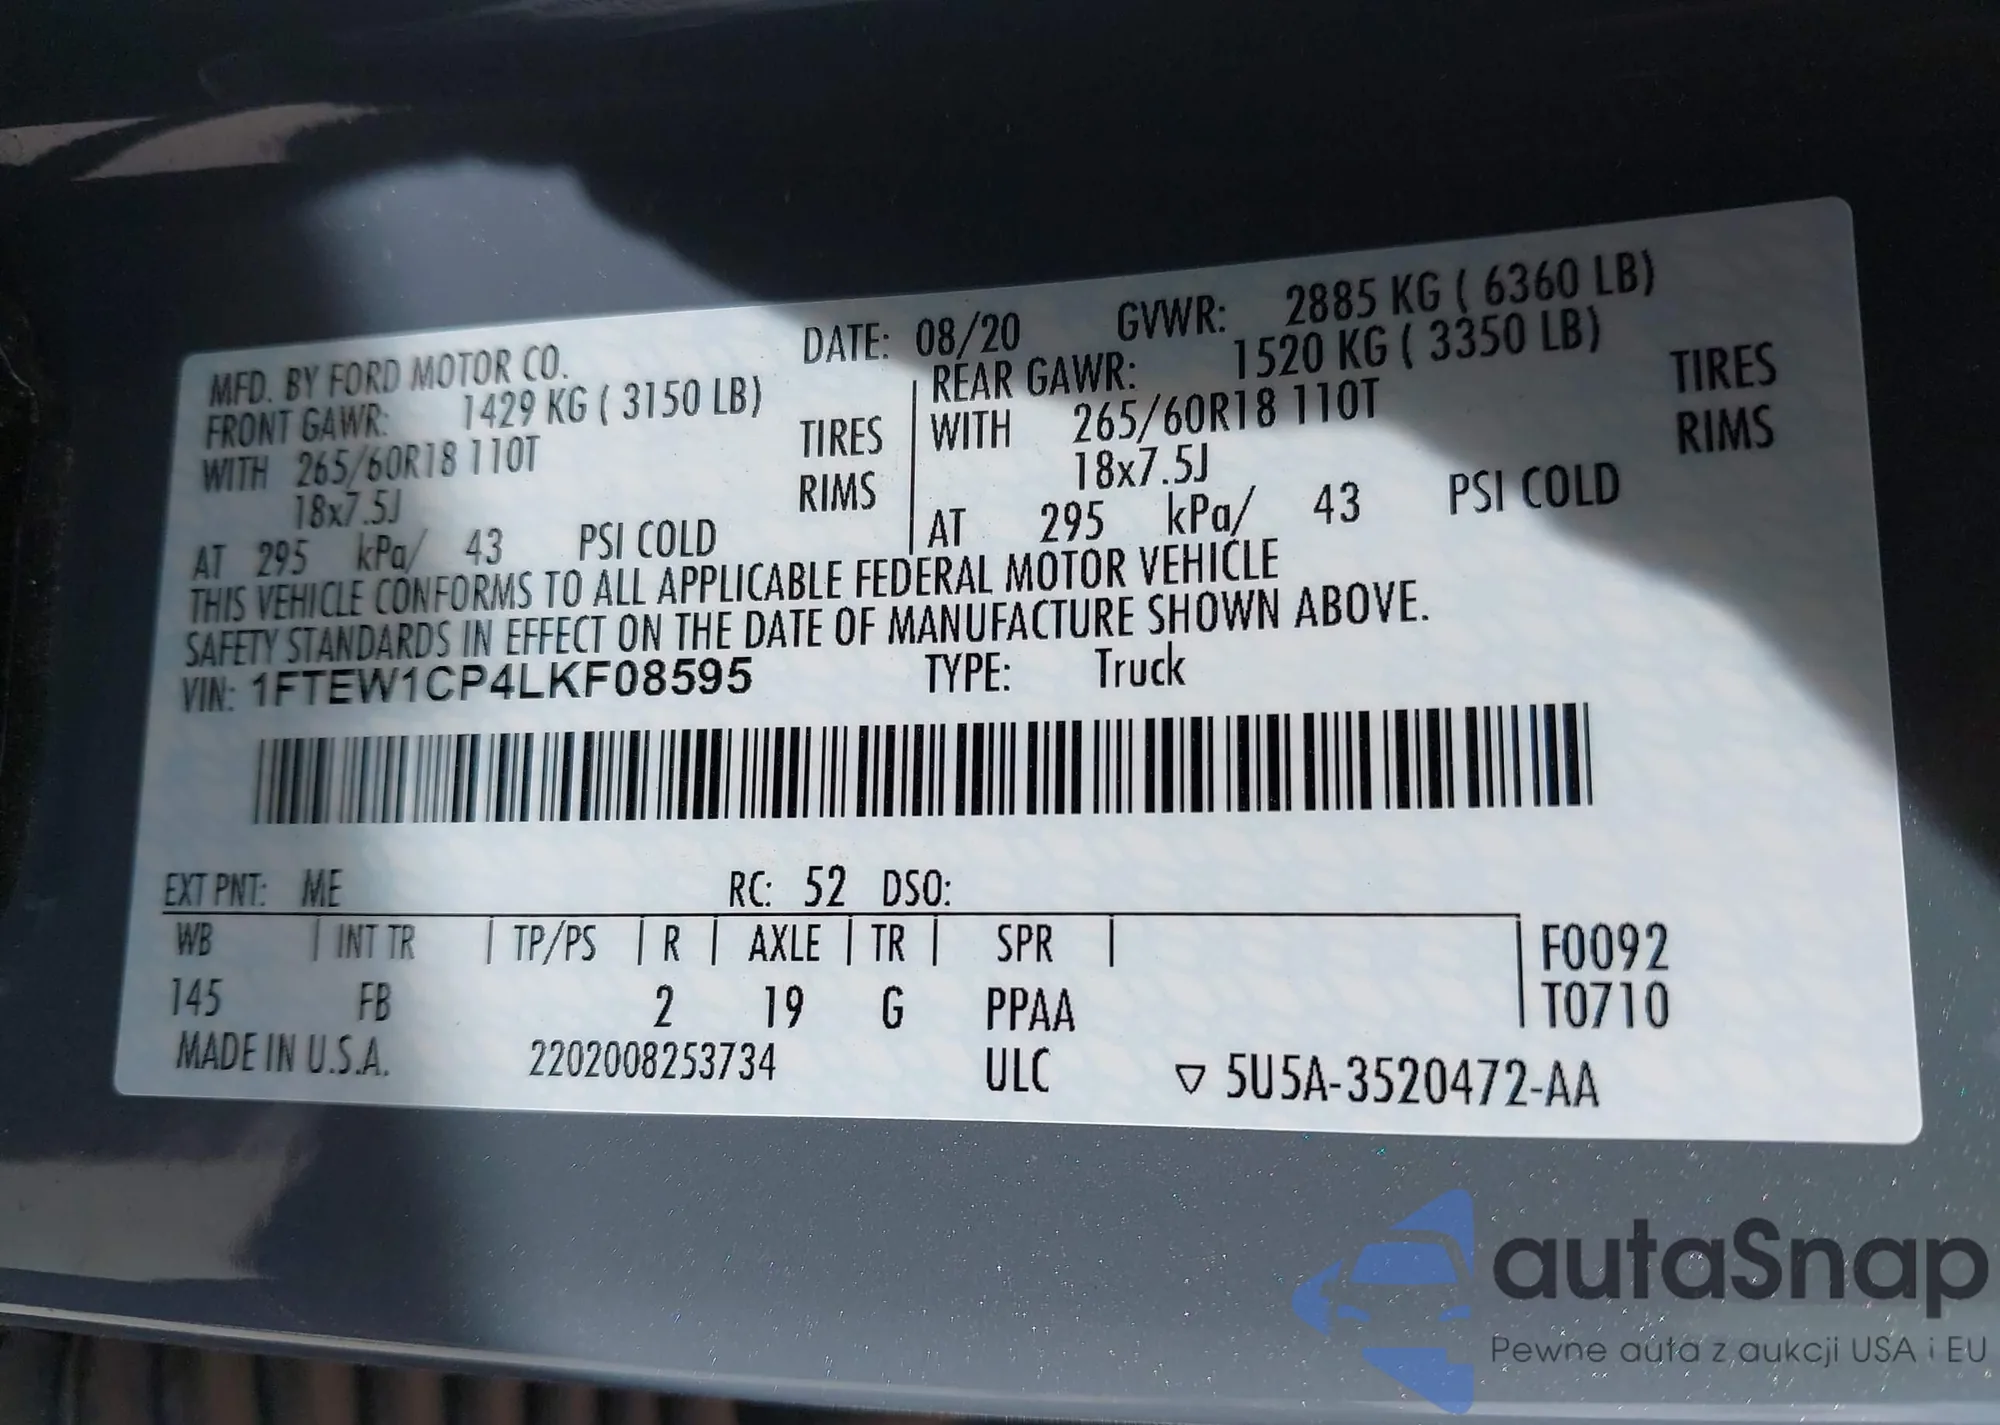 MFD. BY FORD MOTOR CO. DATE: 08/20 GVWR: 2885 KG ( 6360 LB)
FRONT GAWR: 1429 KG ( 3150 LB) REAR GAWR: 1520 KG ( 3350 LB)
WITH 265/60R18 110T TIRES WITH 265/60R18 110T TIRES
18x7.5J RIMS 18x7.5J RIMS
AT 295 kPa/ 43 PSI COLD AT 295 kPa/ 43 PSI COLD
THIS VEHICLE CONFORMS TO ALL APPLICABLE FEDERAL MOTOR VEHICLE
SAFETY STANDARDS IN EFFECT ON THE DATE OF MANUFACTURE SHOWN ABOVE.
VIN: 1FTEW1CP4LKF08595 TYPE: Truck
EXT PNT: ME RC: 52 DSO:
WB INT TR TP/PS R AXLE TR SPR F0092
145 FB 2 19 G PPAA T0710
MADE IN U.S.A. 2202008253734 ULC ▽ 5U5A-3520472-AA
autaSnap
Pewne auta z aukcji USA i EU